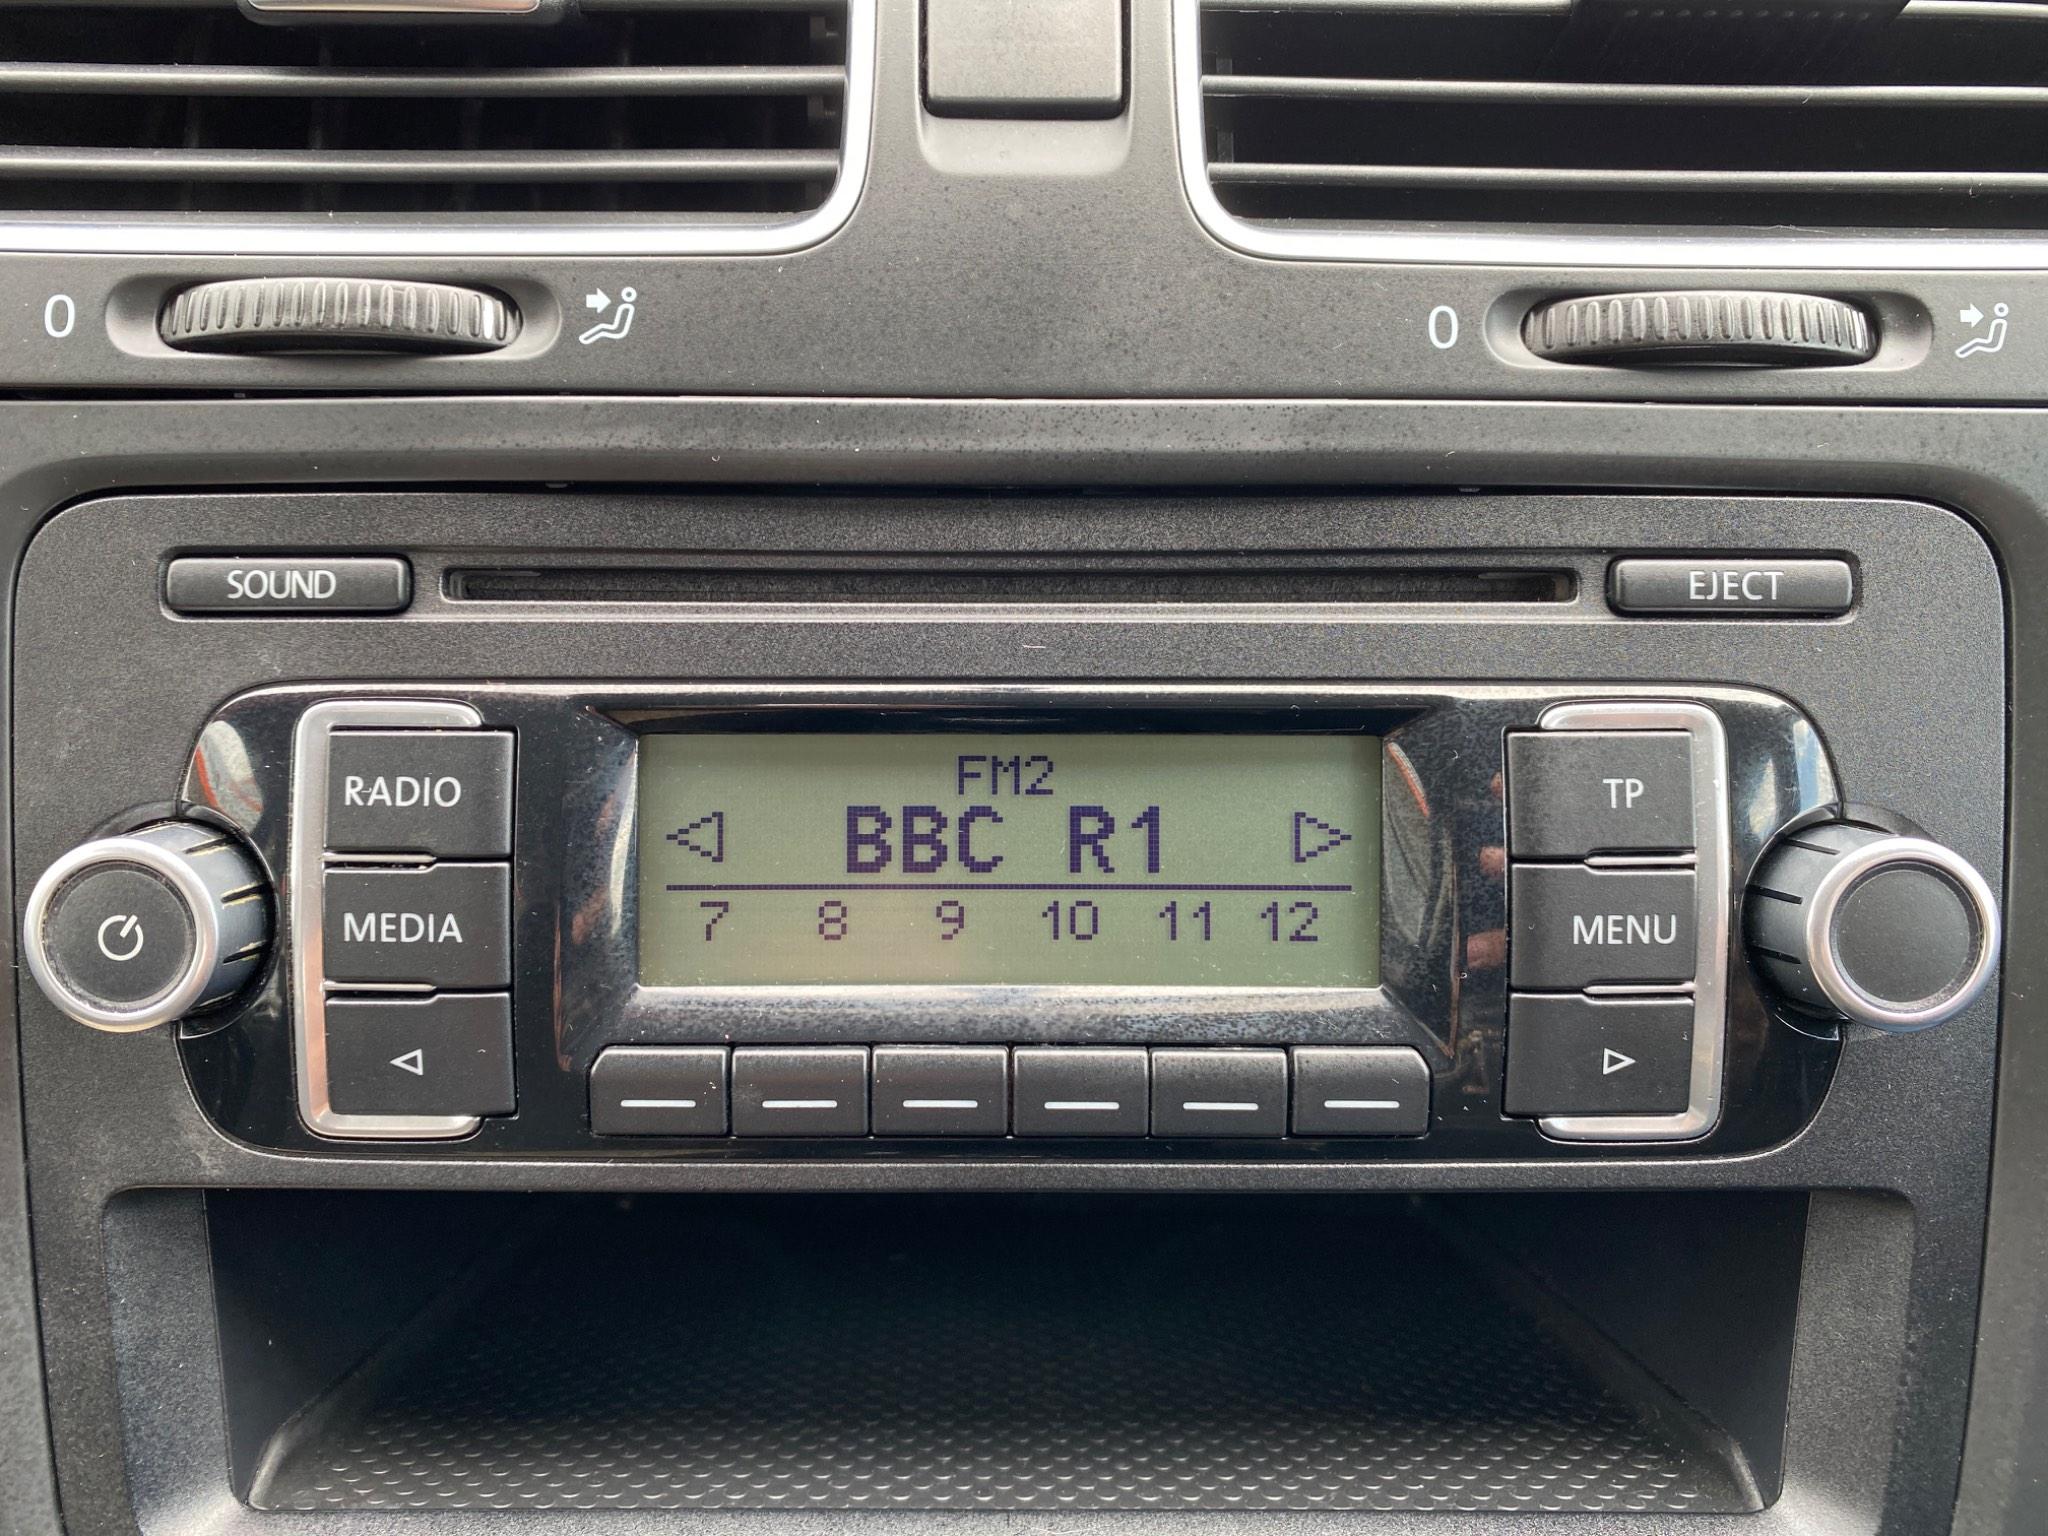 0 0
SOUND EJECT
RADIO FM2 TP
BBC R1
MEDIA 7 8 9 10 11 12 MENU